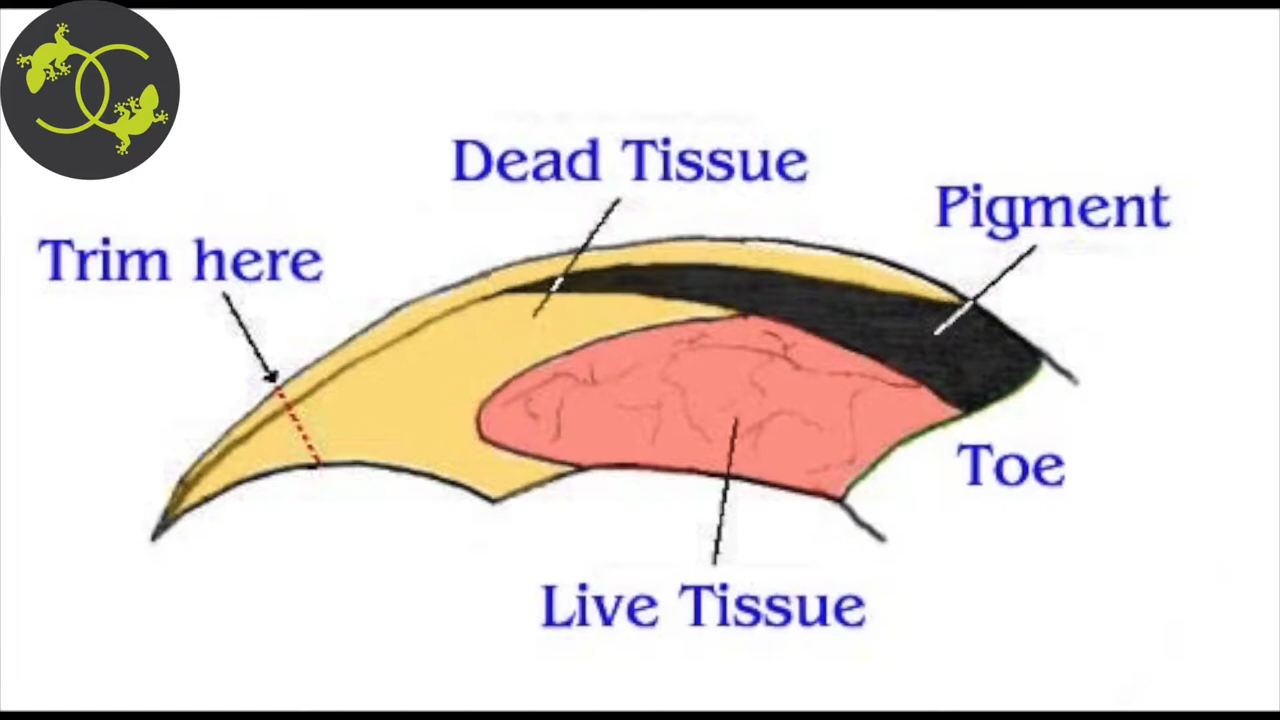 Dead Tissue
Pigment
Trim here
Toe
Live Tissue